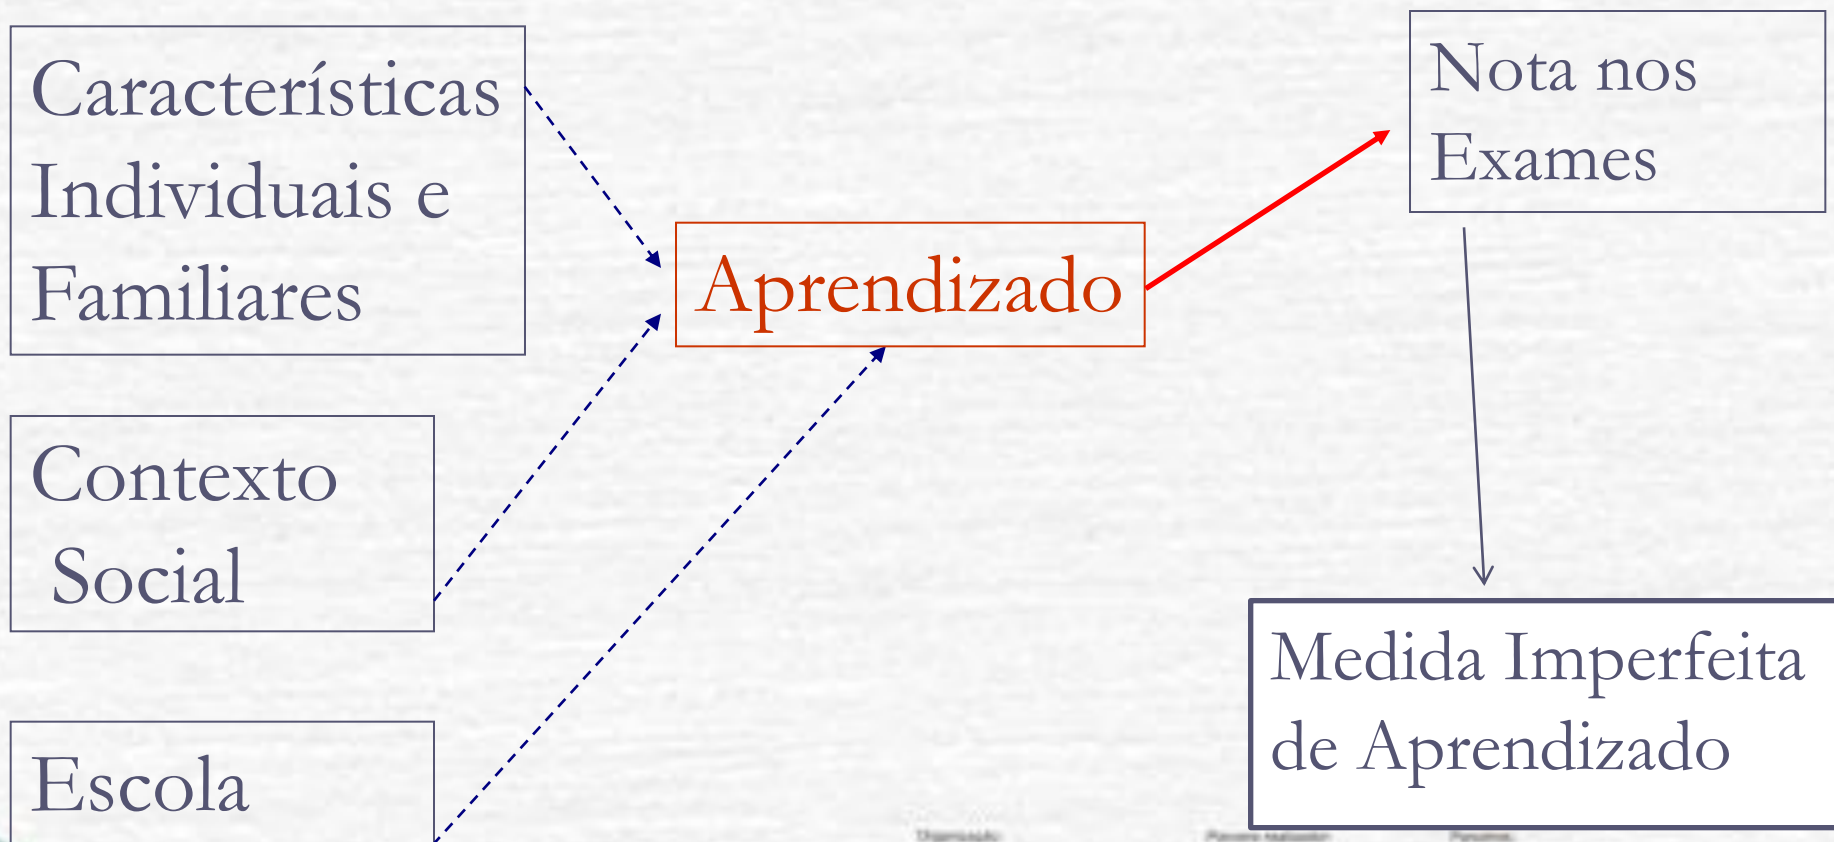 Características
Individuais e
Familiares
Contexto
Social
Escola
Aprendizado
Nota nos
Exames
Medida Imperfeita
de Aprendizado